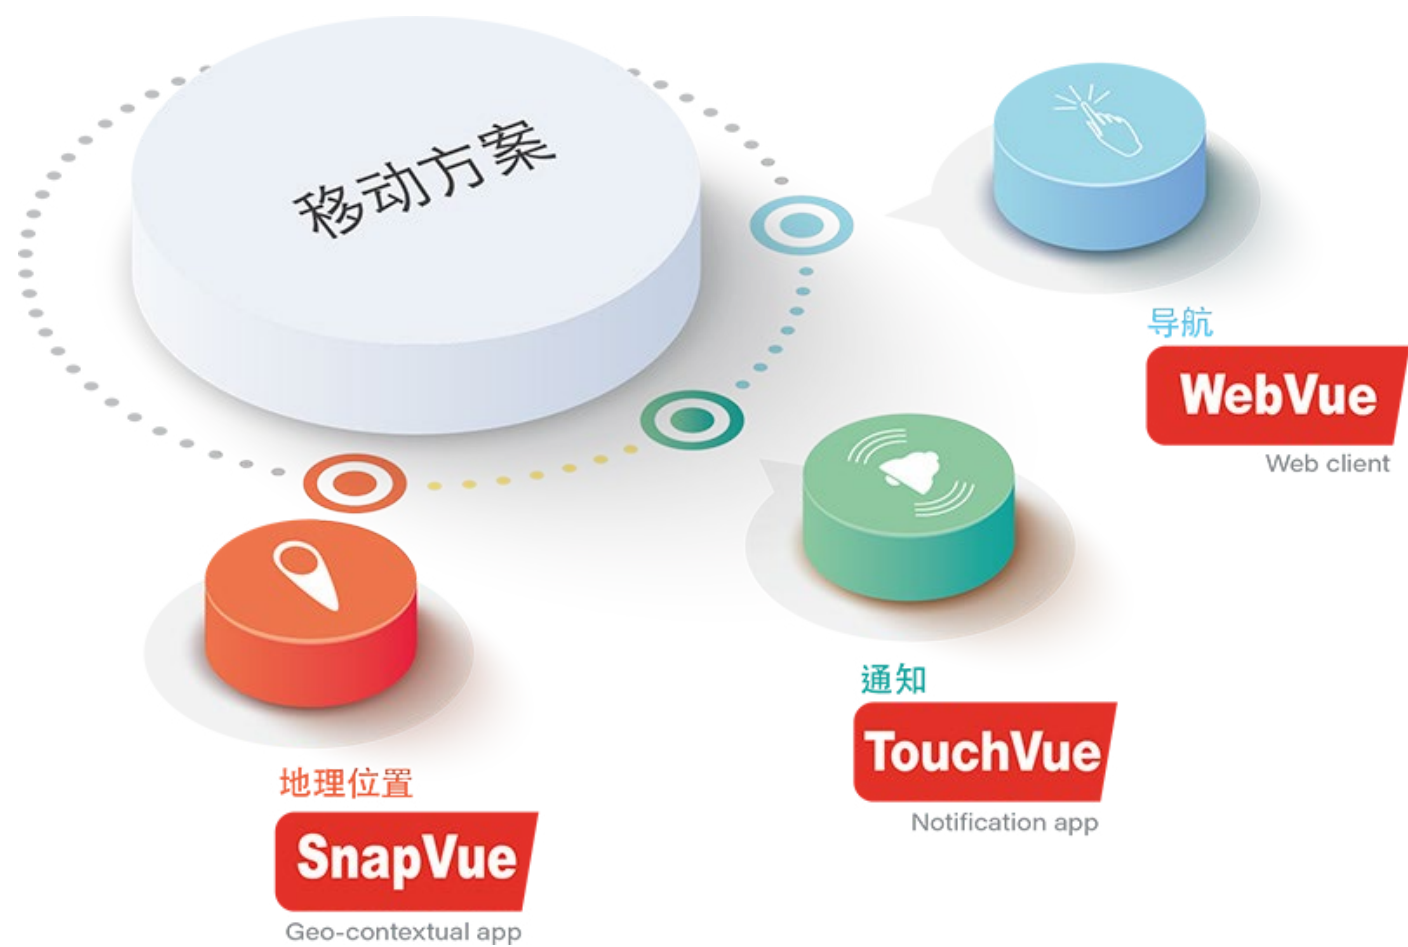 移动方案
导航
WebVue
Web client
通知
TouchVue
Notification app
地理位置
SnapVue
Geo-contextual app